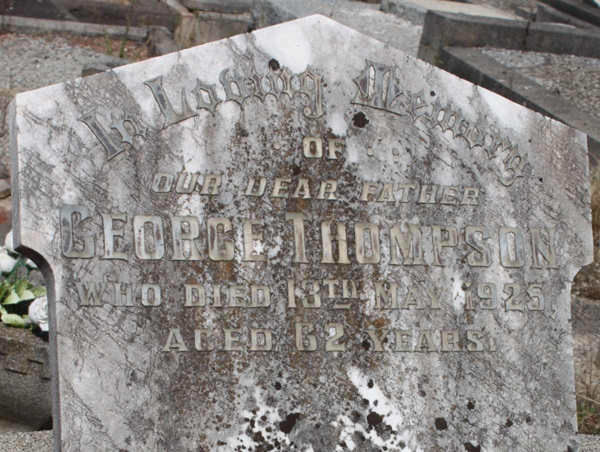 In Loving Memory
OF
OUR DEAR FATHER
GEORGE THOMPSON
WHO DIED 13TH MAY 1925,
AGED 62 YEARS.